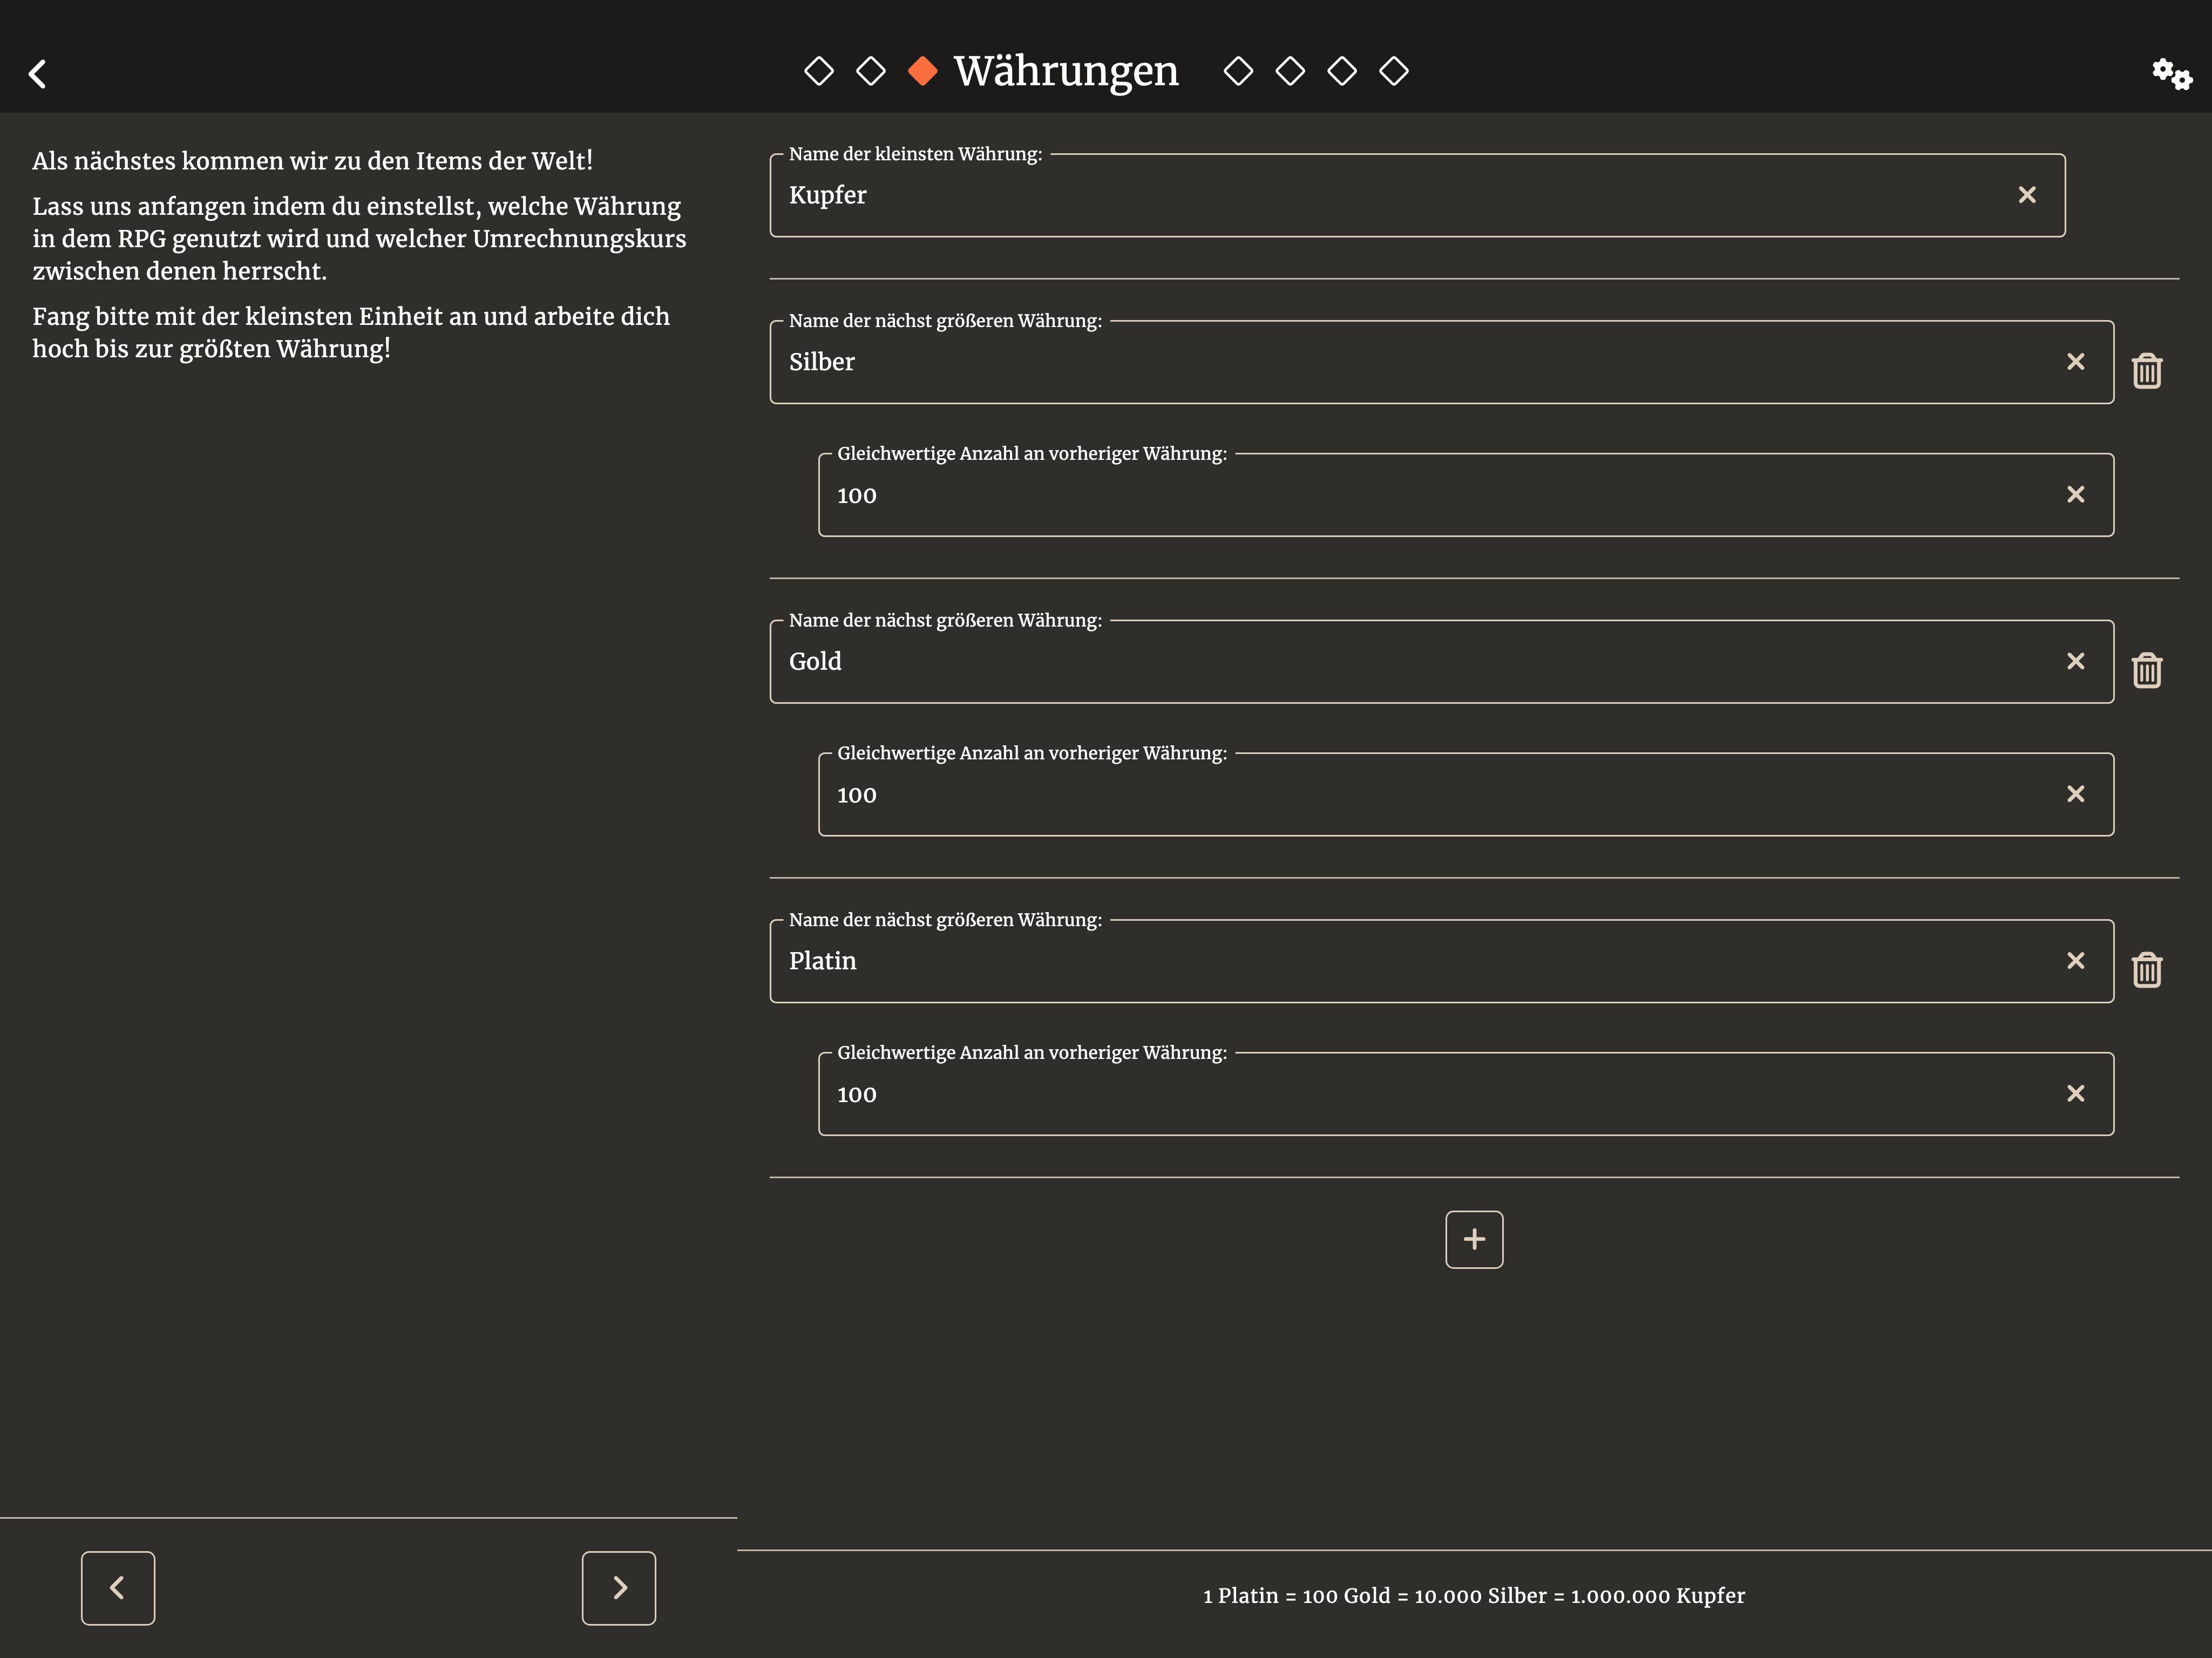 Währungen
Als nächstes kommen wir zu den Items der Welt!
Lass uns anfangen indem du einstellst, welche Währung
in dem RPG genutzt wird und welcher Umrechnungskurs
zwischen denen herrscht.
Fang bitte mit der kleinsten Einheit an und arbeite dich
hoch bis zur größten Währung!
Name der kleinsten Währung:
Kupfer
Name der nächst größeren Währung:
Silber
Gleichwertige Anzahl an vorheriger Währung:
100
Name der nächst größeren Währung:
Gold
Gleichwertige Anzahl an vorheriger Währung:
100
Name der nächst größeren Währung:
Platin
Gleichwertige Anzahl an vorheriger Währung:
100
1 Platin = 100 Gold = 10.000 Silber = 1.000.000 Kupfer